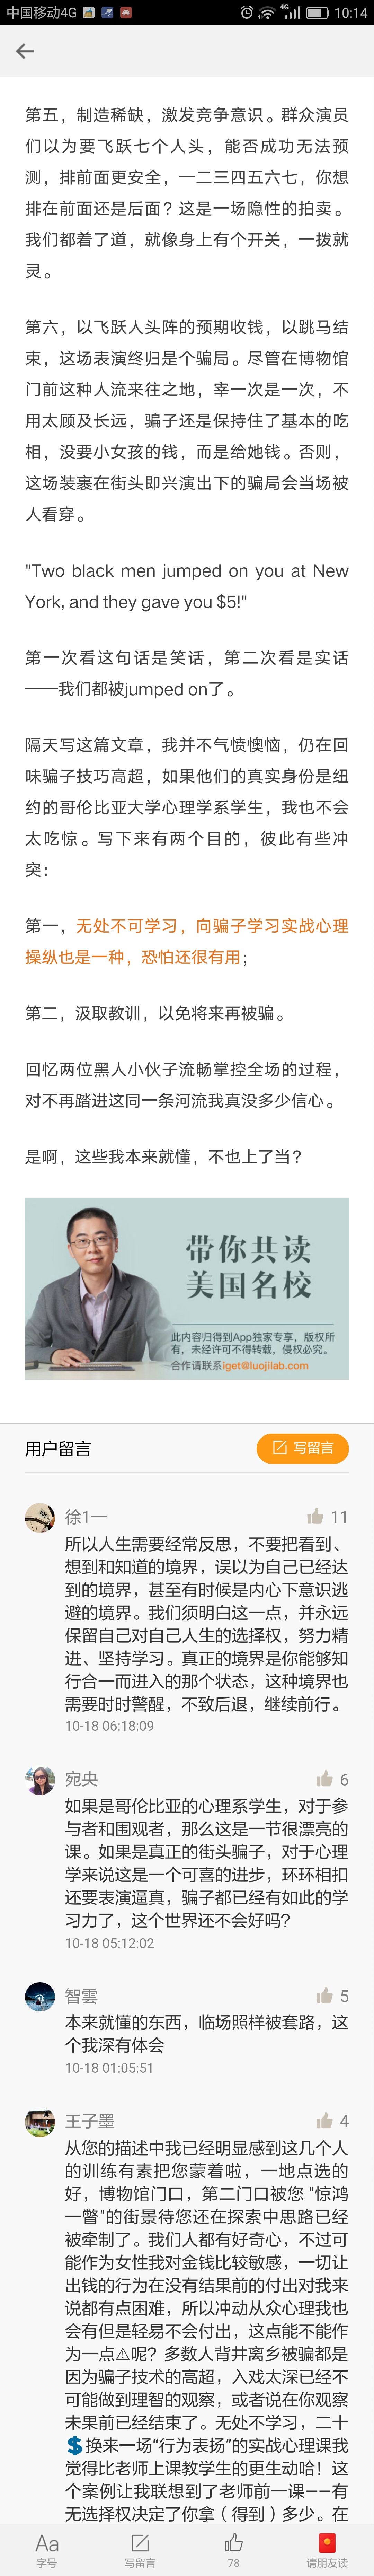 中国移动4G 4G 10:14
第五，制造稀缺，激发竞争意识。群众演员
们以为要飞跃七个人头，能否成功无法预
测，排前面更安全，一二三四五六七，你想
排在前面还是后面？这是一场隐性的拍卖。
我们都着了道，就像身上有个开关，一拨就
灵。
第六，以飞跃人头阵的预期收钱，以跳马结
束，这场表演终归是个骗局。尽管在博物馆
门前这种人流来往之地，宰一次是一次，不
用太顾及长远，骗子还是保持住了基本的吃
相，没要小女孩的钱，而是给她钱。否则，
这场装裹在街头即兴演出下的骗局会当场被
人看穿。
"Two black men jumped on you at New
York, and they gave you $5!"
第一次看这句话是笑话，第二次看是实话
——我们都被jumped on了。
隔天写这篇文章，我并不气愤懊恼，仍在回
味骗子技巧高超，如果他们的真实身份是纽
约的哥伦比亚大学心理学系学生，我也不会
太吃惊。写下来有两个目的，彼此有些冲
突：
第一，无处不可学习，向骗子学习实战心理
操纵也是一种，恐怕还很有用；
第二，汲取教训，以免将来再被骗。
回忆两位黑人小伙子流畅掌控全场的过程，
对不再踏进这同一条河流我真没多少信心。
是啊，这些我本来就懂，不也上了当？
带你共读
美国名校
此内容归得到App独家专享，版权所
有，未经许可不得转载，侵权必究。
合作请联系iget@luojilab.com
用户留言 写留言
徐1一 11
所以人生需要经常反思，不要把看到、
想到和知道的境界，误以为自己已经达
到的境界，甚至有时候是内心下意识逃
避的境界。我们须明白这一点，并永远
保留自己对自己人生的选择权，努力精
进、坚持学习。真正的境界是你能够知
行合一而进入的那个状态，这种境界也
需要时时警醒，不致后退，继续前行。
10-18 06:18:09
宛央 6
如果是哥伦比亚的心理系学生，对于参
与者和围观者，那么这是一节很漂亮的
课。如果是真正的街头骗子，对于心理
学来说这是一个可喜的进步，环环相扣
还要表演逼真，骗子都已经有如此的学
习力了，这个世界还不会好吗？
10-18 05:12:02
智雲 5
本来就懂的东西，临场照样被套路，这
个我深有体会
10-18 01:05:51
王子墨 4
从您的描述中我已经明显感到这几个人
的训练有素把您蒙着啦，一地点选的
好，博物馆门口，第二门口被您 "惊鸿
一瞥"的街景待您还在探索中思路已经
被牵制了。我们人都有好奇心，不过可
能作为女性我对金钱比较敏感，一切让
出钱的行为在没有结果前的付出对我来
说都有点困难，所以冲动从众心理我也
会有但是轻易不会付出，这点能不能作
为一点⚠呢？多数人背井离乡被骗都是
因为骗子技术的高超，入戏太深已经不
可能做到理智的观察，或者说在你观察
未果前已经结束了。无处不学习，二十
💲换来一场“行为表扬”的实战心理课我
觉得比老师上课教学生的更生动哈！这
个案例让我联想到了老师前一课——有
无选择权决定了你拿（得到）多少。在
Aa 78
字号 写留言 请朋友读